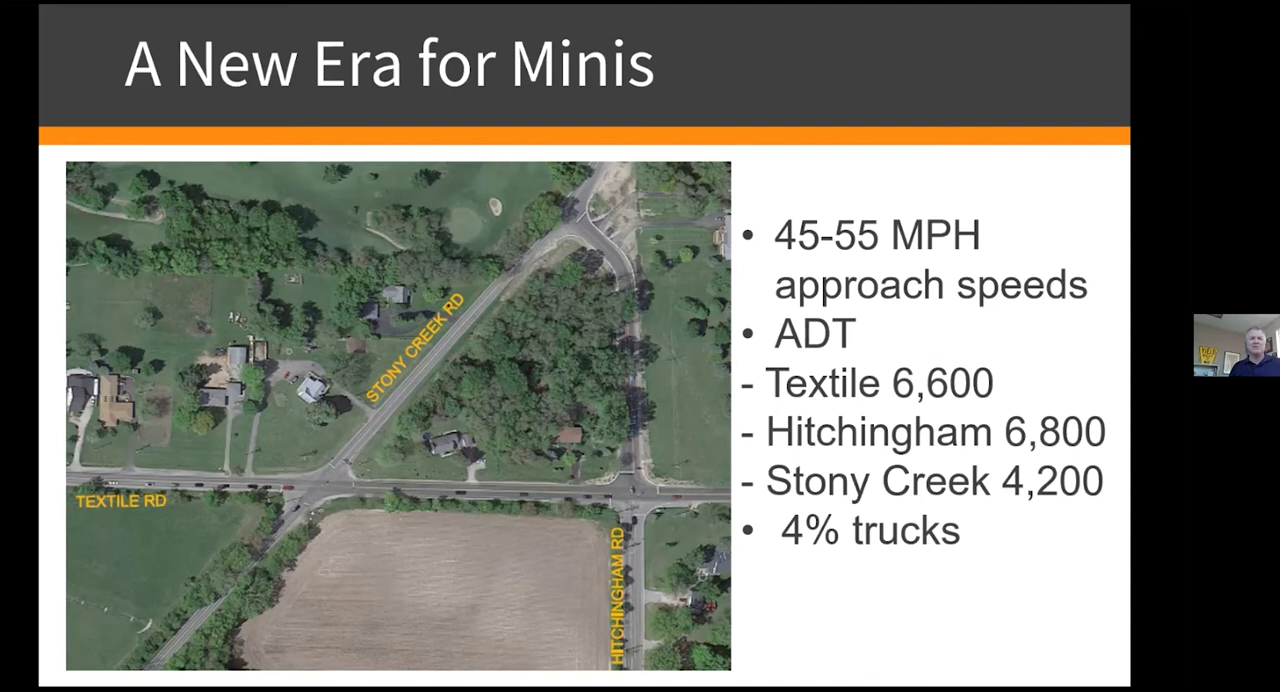 A New Era for Minis
STONY CREEK RD
TEXTILE RD
HITCHINGHAM RD
• 45-55 MPH
approach speeds
• ADT
- Textile 6,600
- Hitchingham 6,800
- Stony Creek 4,200
• 4% trucks